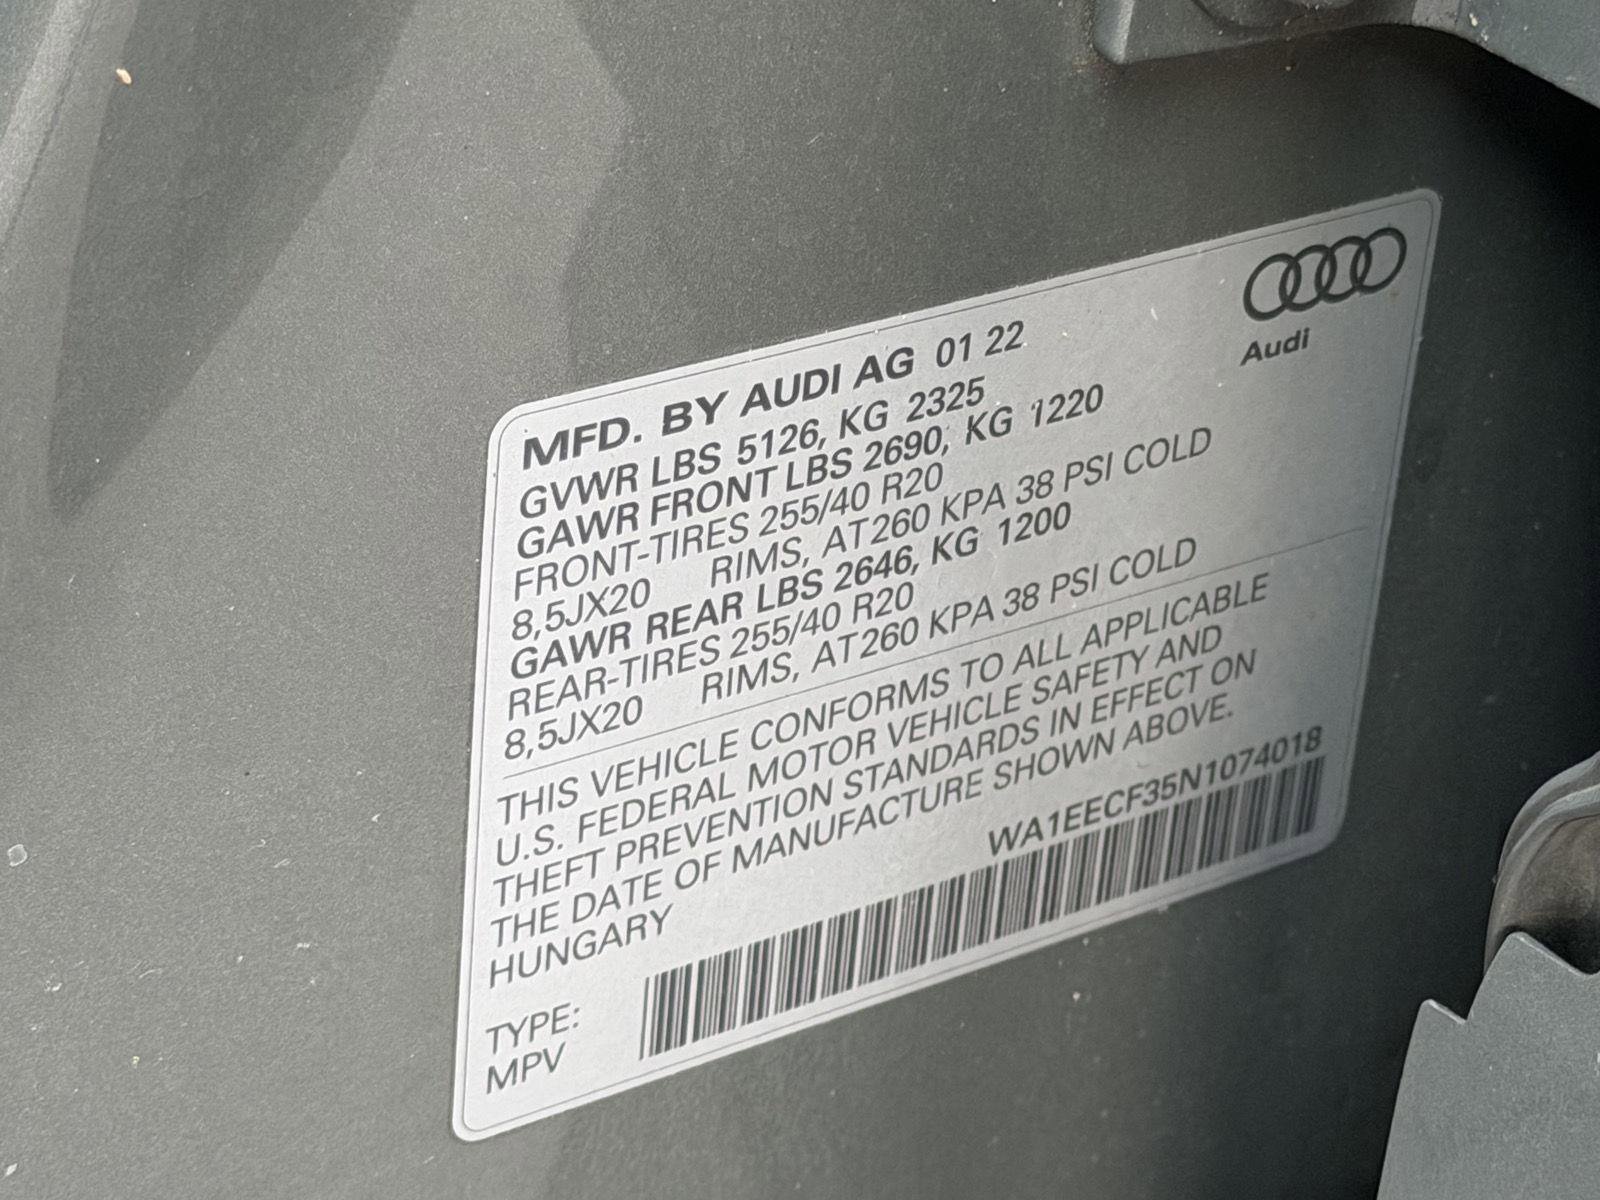 Audi
MFD. BY AUDI AG 01 22
GVWR LBS 5126, KG 2325
GAWR FRONT LBS 2690, KG 1220
FRONT-TIRES 255/40 R20
8,5JX20 RIMS, AT260 KPA 38 PSI COLD
GAWR REAR LBS 2646, KG 1200
REAR-TIRES 255/40 R20
8,5JX20 RIMS, AT260 KPA 38 PSI COLD
THIS VEHICLE CONFORMS TO ALL APPLICABLE
U.S. FEDERAL MOTOR VEHICLE SAFETY AND
THEFT PREVENTION STANDARDS IN EFFECT ON
THE DATE OF MANUFACTURE SHOWN ABOVE.
HUNGARY
WA1EECF35N1074018
TYPE:
MPV